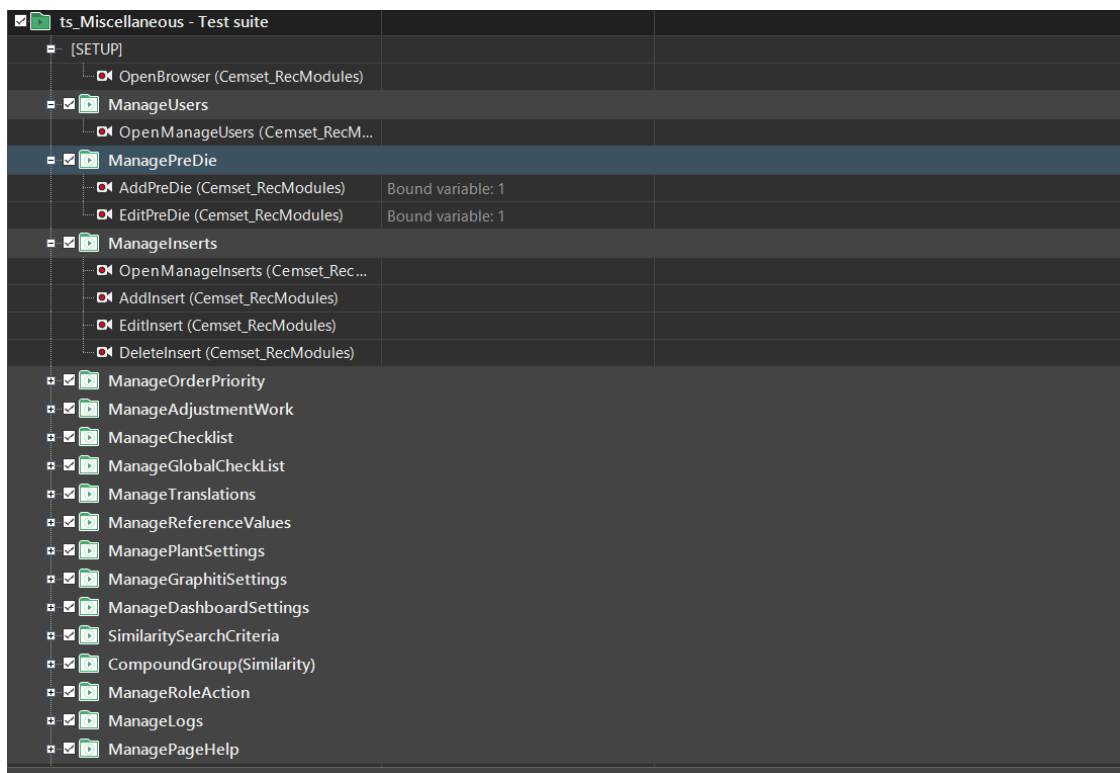 ts_Miscellaneous - Test suite
[SETUP]
OpenBrowser (Cemset_RecModules)
ManageUsers
OpenManageUsers (Cemset_RecM...
ManagePreDie
AddPreDie (Cemset_RecModules) Bound variable: 1
EditPreDie (Cemset_RecModules) Bound variable: 1
ManageInserts
OpenManageInserts (Cemset_Rec...
AddInsert (Cemset_RecModules)
EditInsert (Cemset_RecModules)
DeleteInsert (Cemset_RecModules)
ManageOrderPriority
ManageAdjustmentWork
ManageChecklist
ManageGlobalCheckList
ManageTranslations
ManageReferenceValues
ManagePlantSettings
ManageGraphitiSettings
ManageDashboardSettings
SimilaritySearchCriteria
CompoundGroup(Similarity)
ManageRoleAction
ManageLogs
ManagePageHelp